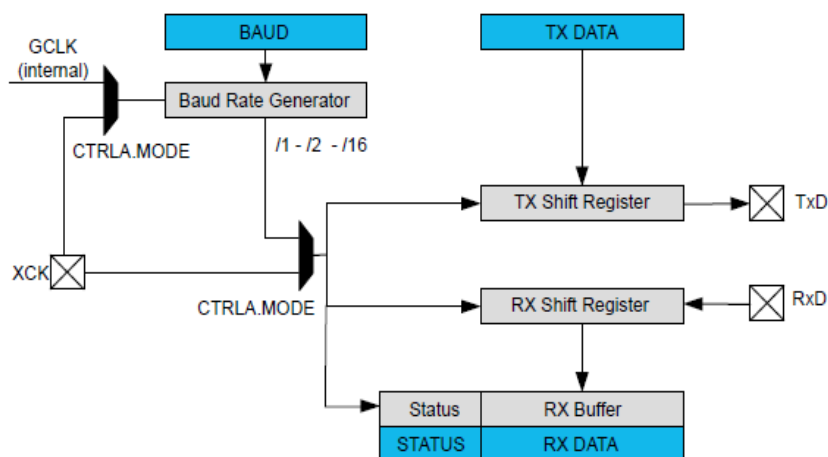 BAUD
TX DATA
GCLK
(internal)
Baud Rate Generator
/1 - /2 - /16
CTRLA.MODE
TX Shift Register
TxD
XCK
CTRLA.MODE
RX Shift Register
RxD
Status
RX Buffer
STATUS
RX DATA